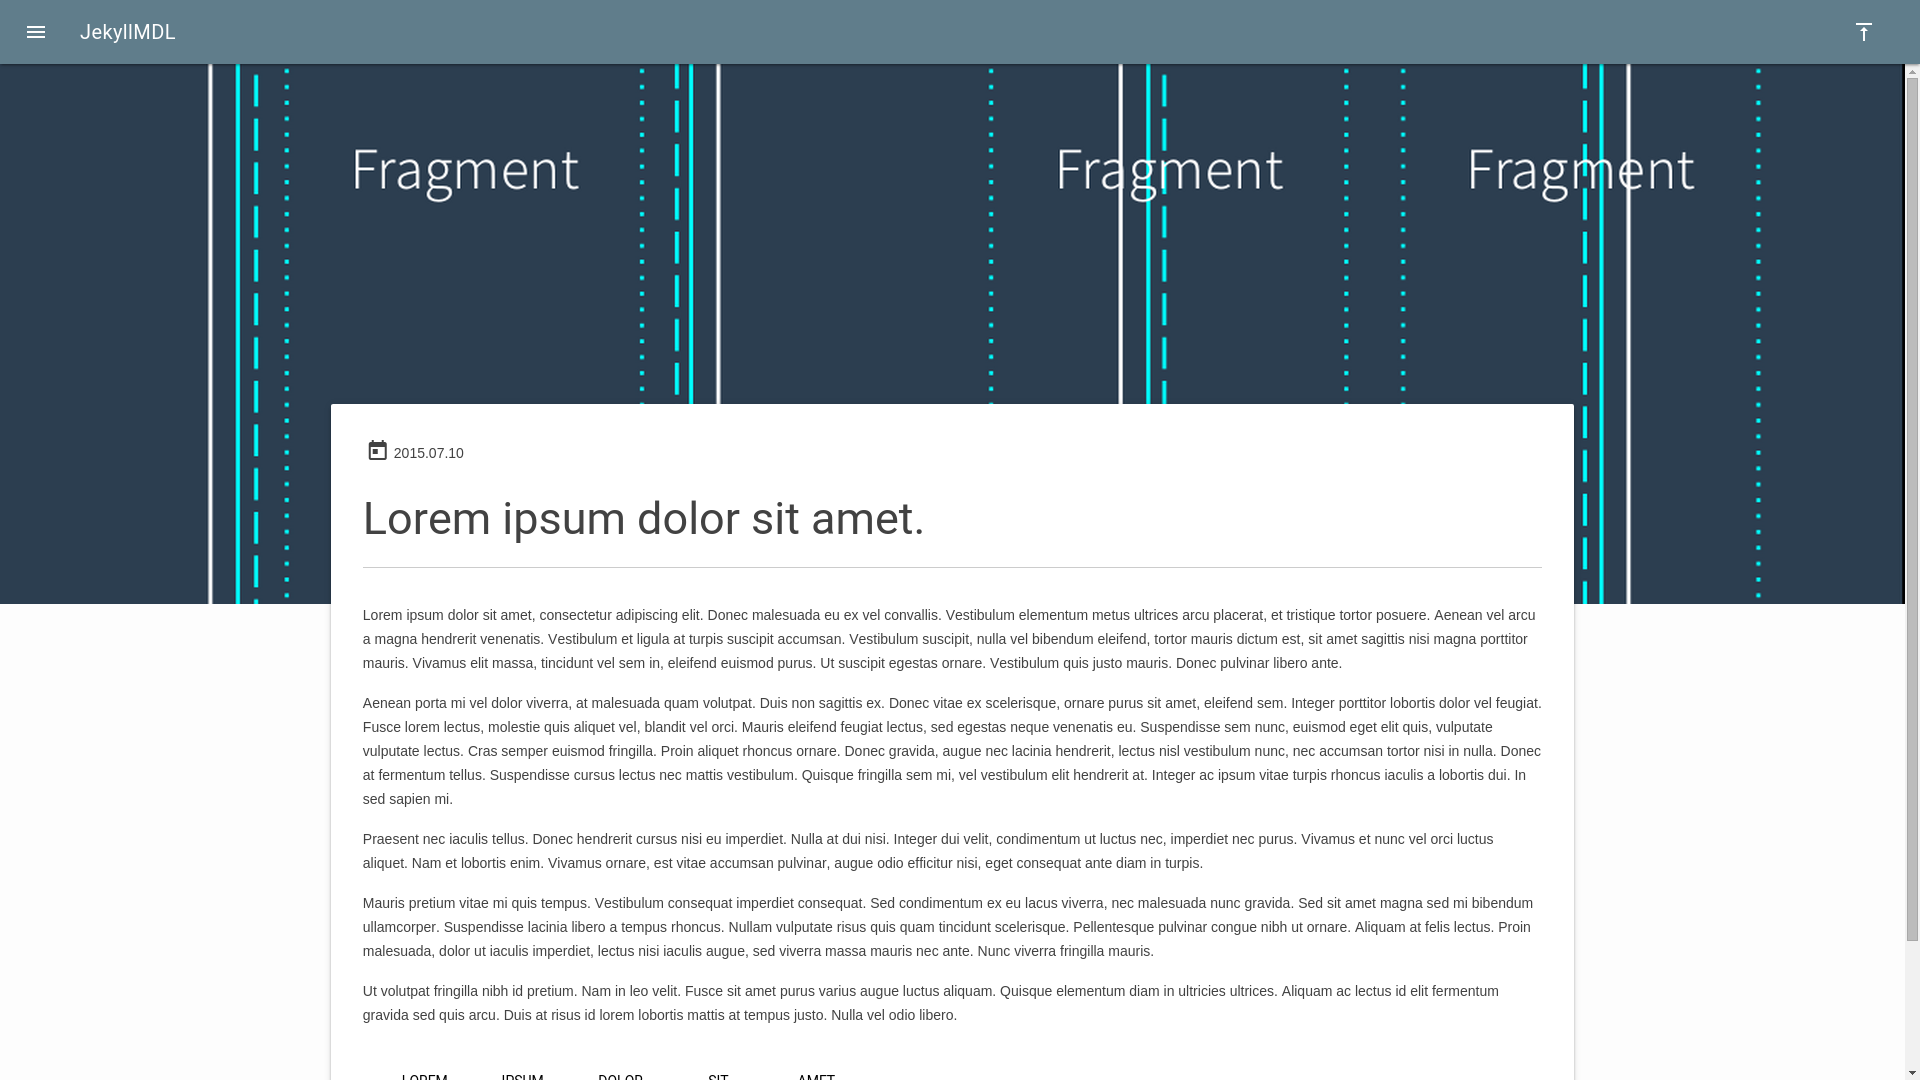 JekyllMDL
Fragment Fragment Fragment
2015.07.10
Lorem ipsum dolor sit amet.
Lorem ipsum dolor sit amet, consectetur adipiscing elit. Donec malesuada eu ex vel convallis. Vestibulum elementum metus ultrices arcu placerat, et tristique tortor posuere. Aenean vel arcu
a magna hendrerit venenatis. Vestibulum et ligula at turpis suscipit accumsan. Vestibulum suscipit, nulla vel bibendum eleifend, tortor mauris dictum est, sit amet sagittis nisi magna porttitor
mauris. Vivamus elit massa, tincidunt vel sem in, eleifend euismod purus. Ut suscipit egestas ornare. Vestibulum quis justo mauris. Donec pulvinar libero ante.
Aenean porta mi vel dolor viverra, at malesuada quam volutpat. Duis non sagittis ex. Donec vitae ex scelerisque, ornare purus sit amet, eleifend sem. Integer porttitor lobortis dolor vel feugiat.
Fusce lorem lectus, molestie quis aliquet vel, blandit vel orci. Mauris eleifend feugiat lectus, sed egestas neque venenatis eu. Suspendisse sem nunc, euismod eget elit quis, vulputate
vulputate lectus. Cras semper euismod fringilla. Proin aliquet rhoncus ornare. Donec gravida, augue nec lacinia hendrerit, lectus nisl vestibulum nunc, nec accumsan tortor nisi in nulla. Donec
at fermentum tellus. Suspendisse cursus lectus nec mattis vestibulum. Quisque fringilla sem mi, vel vestibulum elit hendrerit at. Integer ac ipsum vitae turpis rhoncus iaculis a lobortis dui. In
sed sapien mi.
Praesent nec iaculis tellus. Donec hendrerit cursus nisi eu imperdiet. Nulla at dui nisi. Integer dui velit, condimentum ut luctus nec, imperdiet nec purus. Vivamus et nunc vel orci luctus
aliquet. Nam et lobortis enim. Vivamus ornare, est vitae accumsan pulvinar, augue odio efficitur nisi, eget consequat ante diam in turpis.
Mauris pretium vitae mi quis tempus. Vestibulum consequat imperdiet consequat. Sed condimentum ex eu lacus viverra, nec malesuada nunc gravida. Sed sit amet magna sed mi bibendum
ullamcorper. Suspendisse lacinia libero a tempus rhoncus. Nullam vulputate risus quis quam tincidunt scelerisque. Pellentesque pulvinar congue nibh ut ornare. Aliquam at felis lectus. Proin
malesuada, dolor ut iaculis imperdiet, lectus nisi iaculis augue, sed viverra massa mauris nec ante. Nunc viverra fringilla mauris.
Ut volutpat fringilla nibh id pretium. Nam in leo velit. Fusce sit amet purus varius augue luctus aliquam. Quisque elementum diam in ultricies ultrices. Aliquam ac lectus id elit fermentum
gravida sed quis arcu. Duis at risus id lorem lobortis mattis at tempus justo. Nulla vel odio libero.
LOREM IPSUM DOLOR SIT AMET